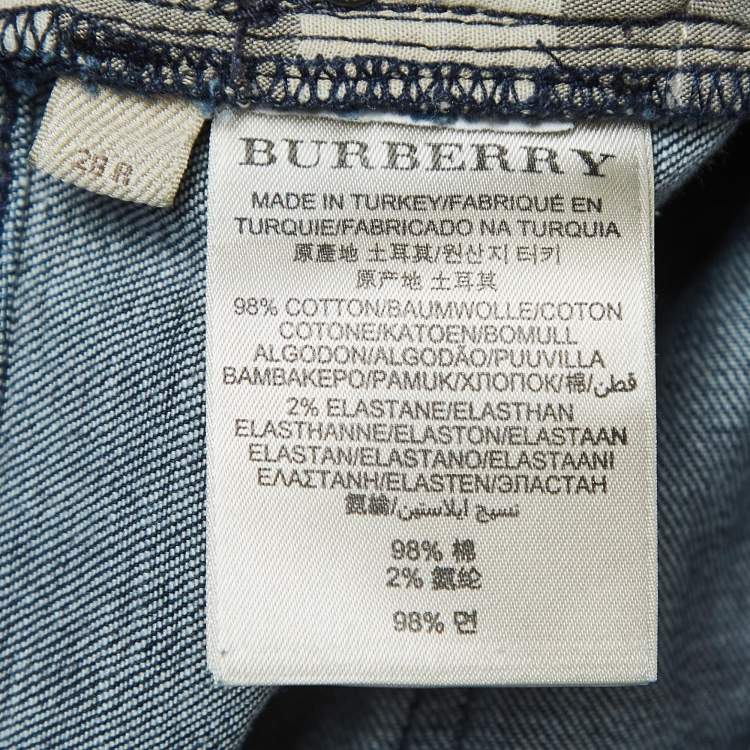 28 R
BURBERRY
MADE IN TURKEY/FABRIQUÉ EN
TURQUIE/FABRICADO NA TURQUIA
原産地 土耳其/원산지 터키
原产地 土耳其
98% COTTON/BAUMWOLLE/COTON
COTONE/KATOEN/BOMULL
ALGODON/ALGODÃO/PUUVILLA
ΒΑΜΒΑΚΕΡΟ/PAMUK/ХЛОПОК/棉/قطن
2% ELASTANE/ELASTHAN
ELASTHANNE/ELASTON/ELASTAAN
ELASTAN/ELASTANO/ELASTAANI
ΕΛΑΣΤΑΝΗ/ELASTEN/ЭЛАСТАН
氨綸/نسيج ايلاستين
98% 棉
2% 氨纶
98% 면